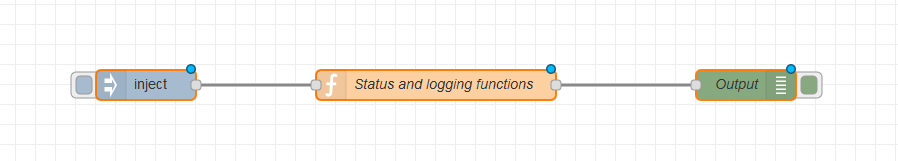 inject
Status and logging functions
Output